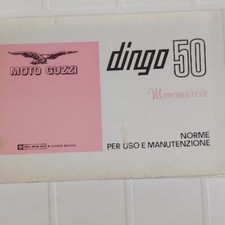 MOTO GUZZI
dingo 50
Monomarcia
NORME
PER USO E MANUTENZIONE